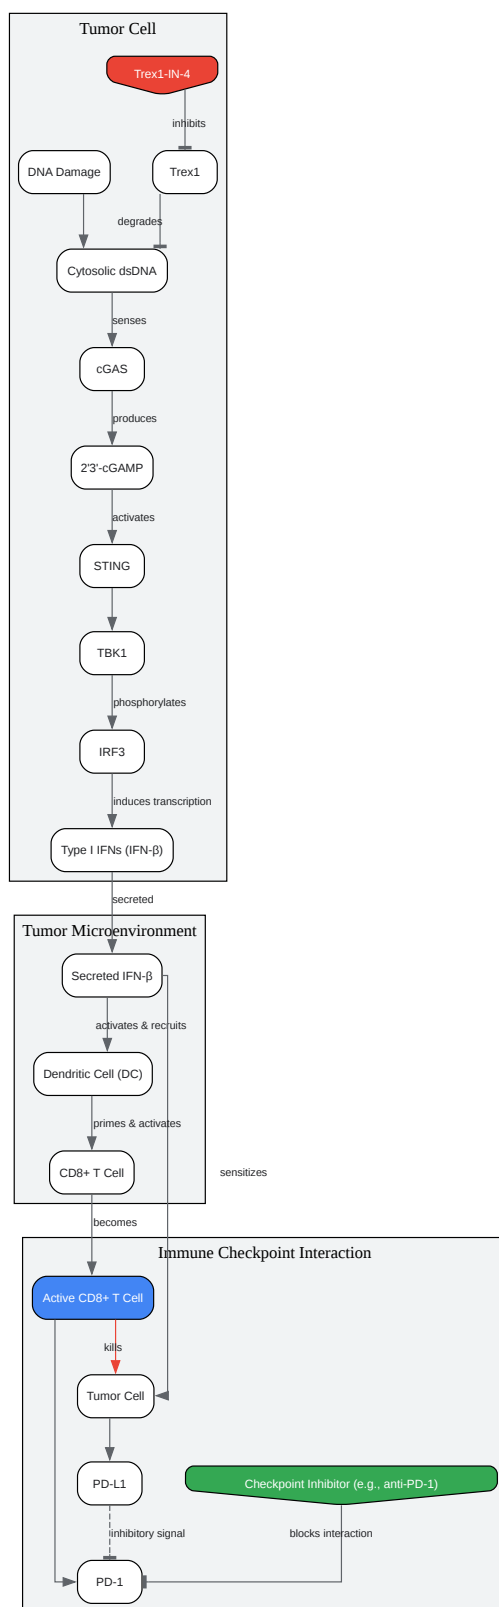 Tumor Cell
Trex1-IN-4
inhibits
DNA Damage
Trex1
degrades
Cytosolic dsDNA
senses
cGAS
produces
2'3'-cGAMP
activates
STING
TBK1
phosphorylates
IRF3
induces transcription
Type I IFNs (IFN-β)
secreted
Tumor Microenvironment
Secreted IFN-β
activates & recruits
Dendritic Cell (DC)
primes & activates
CD8+ T Cell
sensitizes
becomes
Immune Checkpoint Interaction
Active CD8+ T Cell
kills
Tumor Cell
PD-L1
Checkpoint Inhibitor (e.g., anti-PD-1)
inhibitory signal
blocks interaction
PD-1